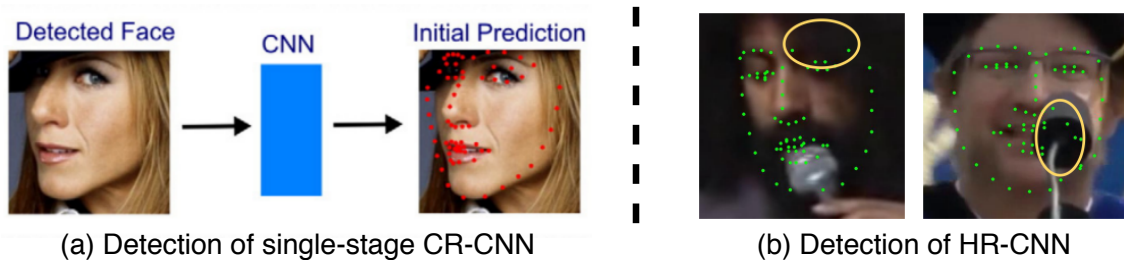 Detected Face
CNN
Initial Prediction
(a) Detection of single-stage CR-CNN
(b) Detection of HR-CNN